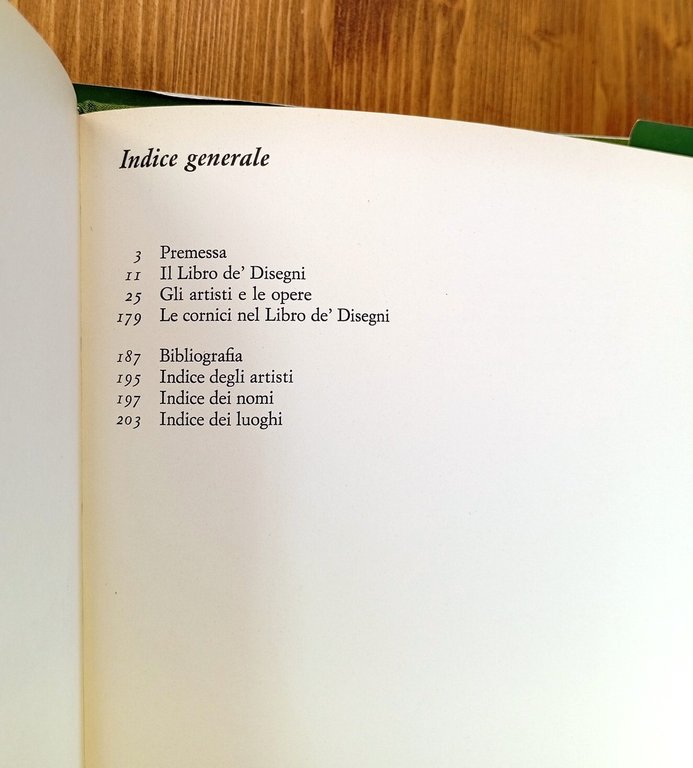 Indice generale
3 Premessa
11 Il Libro de’ Disegni
25 Gli artisti e le opere
179 Le cornici nel Libro de’ Disegni
187 Bibliografia
195 Indice degli artisti
197 Indice dei nomi
203 Indice dei luoghi